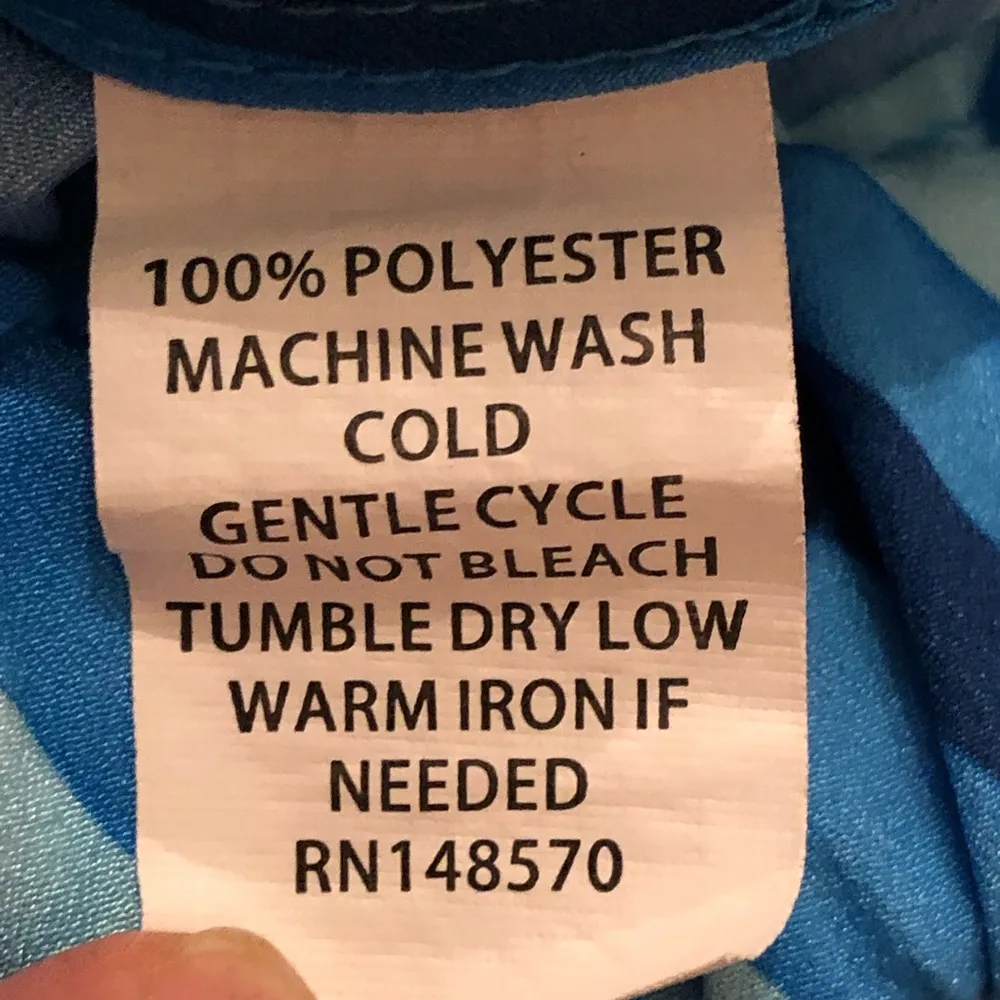 100% POLYESTER
MACHINE WASH
COLD
GENTLE CYCLE
DO NOT BLEACH
TUMBLE DRY LOW
WARM IRON IF
NEEDED
RN148570